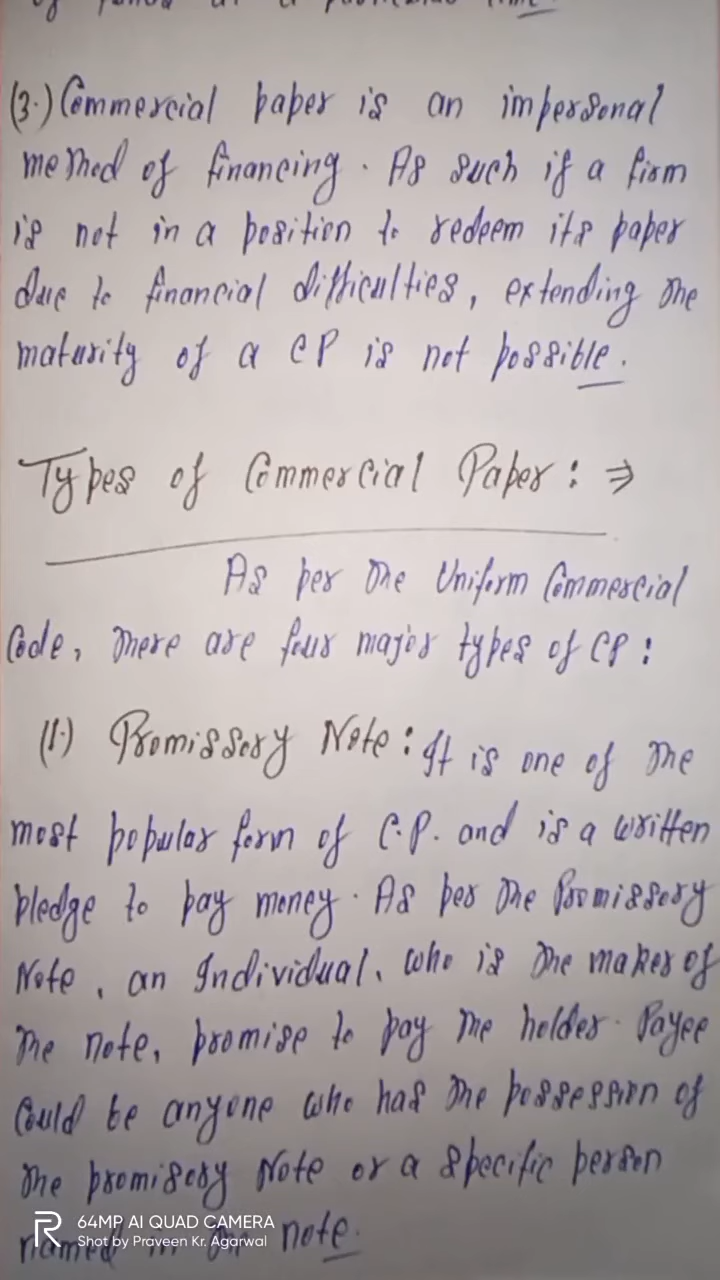 (3.) Commercial paper is an impersonal
method of financing. As such if a firm
is not in a position to redeem its paper
due to financial difficulties, extending the
maturity of a CP is not possible.
Types of Commercial Paper: ⇒
As per the Uniform Commercial
Code, there are four major types of CP:
(1.) Promissory Note: It is one of the
most popular form of C.P. and is a written
pledge to pay money. As per the Promissory
Note, an Individual, who is the maker of
the note, promise to pay the holder. Payee
Could be anyone who has the possession of
the promisory Note or a specific person
named in the note.
64MP AI QUAD CAMERA
Shot by Praveen Kr. Agarwal